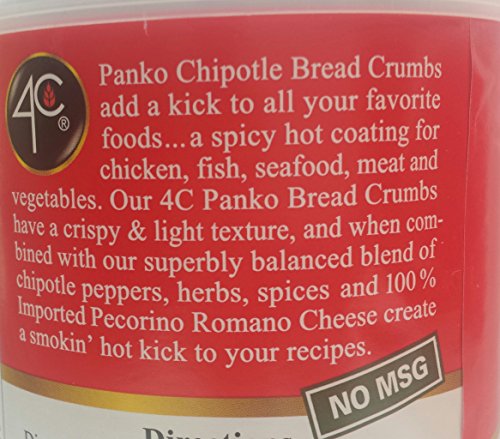 4C®
Panko Chipotle Bread Crumbs
add a kick to all your favorite
foods...a spicy hot coating for
chicken, fish, seafood, meat and
vegetables. Our 4C Panko Bread Crumbs
have a crispy & light texture, and when com-
bined with our superbly balanced blend of
chipotle peppers, herbs, spices and 100%
Imported Pecorino Romano Cheese create
a smokin' hot kick to your recipes.
NO MSG
Directions